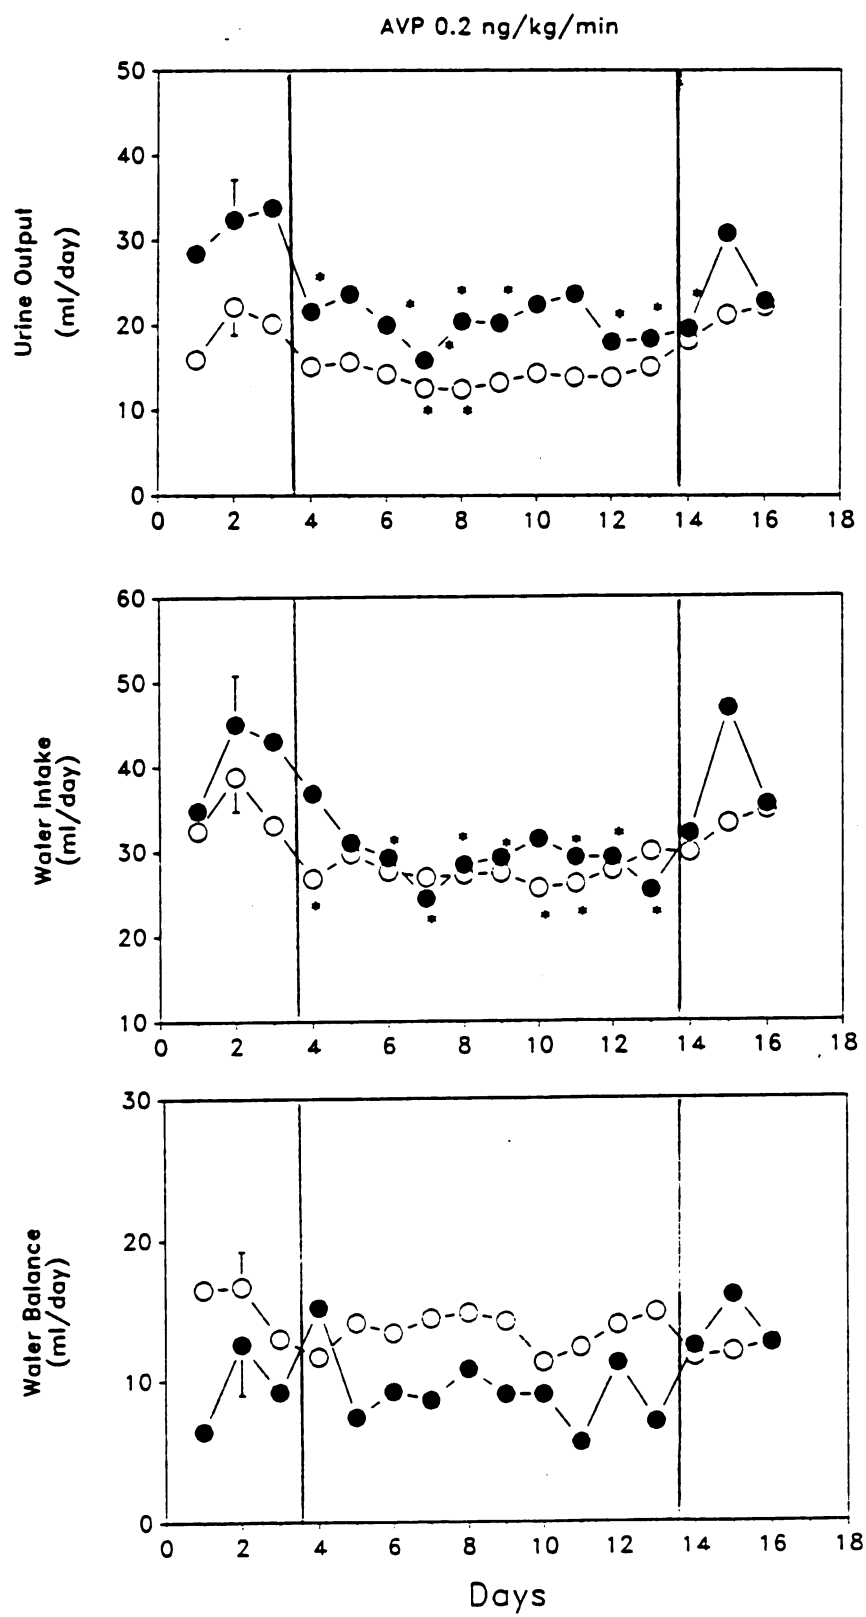 AVP 0.2 ng/kg/min
Urine Output
(ml/day)
50
40
30
20
10
0
0 2 4 6 8 10 12 14 16 18
* * * * * * * * * * *
Water Intake
(ml/day)
60
50
40
30
20
10
0 2 4 6 8 10 12 14 16 18
* * * * * * * * * *
Water Balance
(ml/day)
30
20
10
0
0 2 4 6 8 10 12 14 16 18
Days